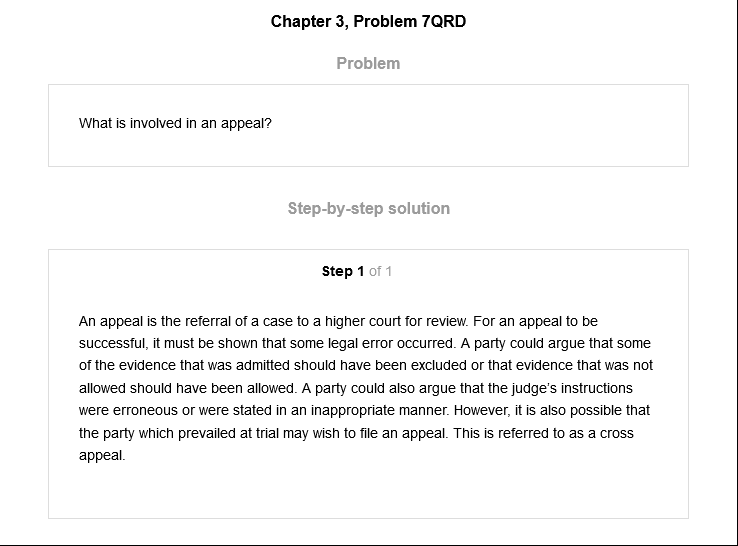 Chapter 3, Problem 7QRD
Problem
What is involved in an appeal?
Step-by-step solution
Step 1 of 1
An appeal is the referral of a case to a higher court for review. For an appeal to be
successful, it must be shown that some legal error occurred. A party could argue that some
of the evidence that was admitted should have been excluded or that evidence that was not
allowed should have been allowed. A party could also argue that the judge's instructions
were erroneous or were stated in an inappropriate manner. However, it is also possible that
the party which prevailed at trial may wish to file an appeal. This is referred to as a cross
appeal.